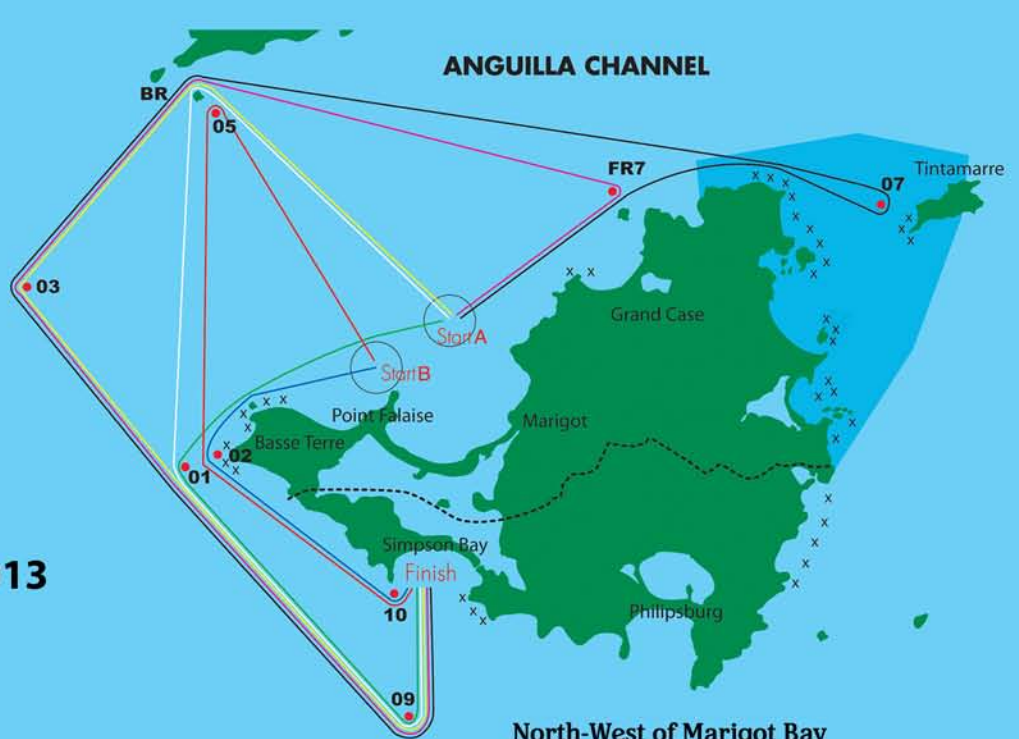 ANGUILLA CHANNEL
BR
05
FR7
07
Tintamarre
03
Grand Case
Start A
Start B
Point Falaise
Marigot
Basse Terre
02
01
Simpson Bay
13
Finish
10
Philipsburg
09
North-West of Marigot Bay